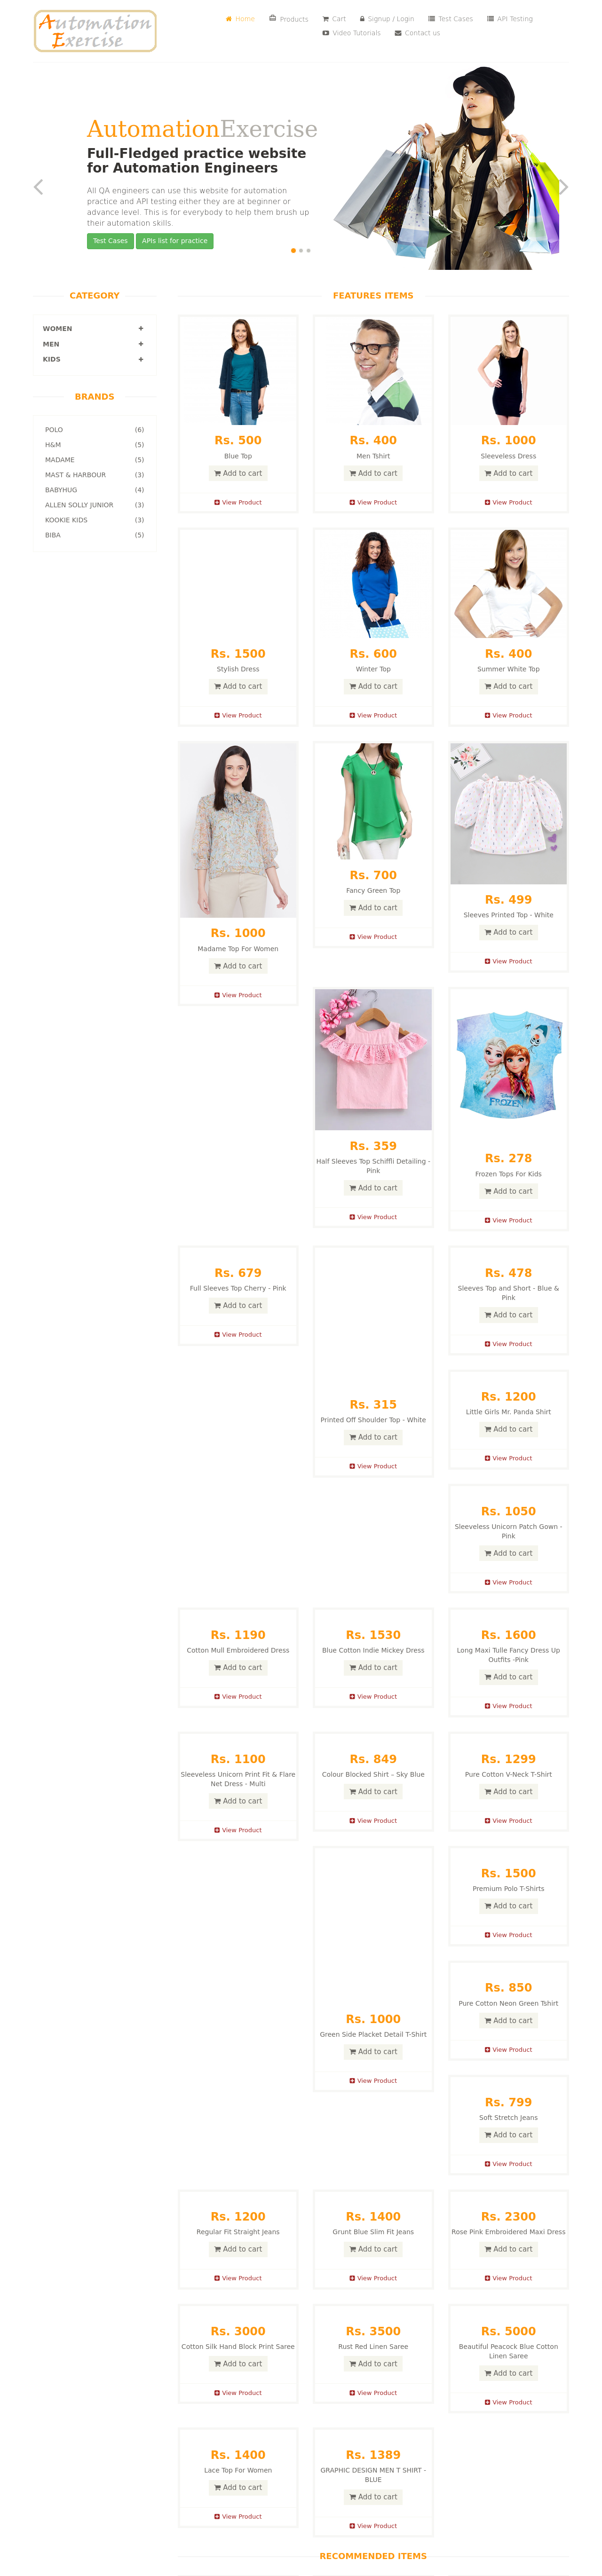 Automation
Exercise
Home
Products
Cart
Signup / Login
Test Cases
API Testing
Video Tutorials
Contact us
AutomationExercise
Full-Fledged practice website
for Automation Engineers
All QA engineers can use this website for automation
practice and API testing either they are at beginner or
advance level. This is for everybody to help them brush up
their automation skills.
Test Cases
APIs list for practice
CATEGORY
WOMEN
MEN
KIDS
BRANDS
POLO (6)
H&M (5)
MADAME (5)
MAST & HARBOUR (3)
BABYHUG (4)
ALLEN SOLLY JUNIOR (3)
KOOKIE KIDS (3)
BIBA (5)
FEATURES ITEMS
Rs. 500
Blue Top
Add to cart
View Product
Rs. 400
Men Tshirt
Add to cart
View Product
Rs. 1000
Sleeveless Dress
Add to cart
View Product
Rs. 1500
Stylish Dress
Add to cart
View Product
Rs. 600
Winter Top
Add to cart
View Product
Rs. 400
Summer White Top
Add to cart
View Product
Rs. 1000
Madame Top For Women
Add to cart
View Product
Rs. 700
Fancy Green Top
Add to cart
View Product
Rs. 499
Sleeves Printed Top - White
Add to cart
View Product
Rs. 359
Half Sleeves Top Schiffli Detailing -
Pink
Add to cart
View Product
FROZEN
Rs. 278
Frozen Tops For Kids
Add to cart
View Product
Rs. 679
Full Sleeves Top Cherry - Pink
Add to cart
View Product
Rs. 315
Printed Off Shoulder Top - White
Add to cart
View Product
Rs. 478
Sleeves Top and Short - Blue &
Pink
Add to cart
View Product
Rs. 1200
Little Girls Mr. Panda Shirt
Add to cart
View Product
Rs. 1050
Sleeveless Unicorn Patch Gown -
Pink
Add to cart
View Product
Rs. 1190
Cotton Mull Embroidered Dress
Add to cart
View Product
Rs. 1530
Blue Cotton Indie Mickey Dress
Add to cart
View Product
Rs. 1600
Long Maxi Tulle Fancy Dress Up
Outfits -Pink
Add to cart
View Product
Rs. 1100
Sleeveless Unicorn Print Fit & Flare
Net Dress - Multi
Add to cart
View Product
Rs. 849
Colour Blocked Shirt – Sky Blue
Add to cart
View Product
Rs. 1299
Pure Cotton V-Neck T-Shirt
Add to cart
View Product
Rs. 1000
Green Side Placket Detail T-Shirt
Add to cart
View Product
Rs. 1500
Premium Polo T-Shirts
Add to cart
View Product
Rs. 850
Pure Cotton Neon Green Tshirt
Add to cart
View Product
Rs. 799
Soft Stretch Jeans
Add to cart
View Product
Rs. 1200
Regular Fit Straight Jeans
Add to cart
View Product
Rs. 1400
Grunt Blue Slim Fit Jeans
Add to cart
View Product
Rs. 2300
Rose Pink Embroidered Maxi Dress
Add to cart
View Product
Rs. 3000
Cotton Silk Hand Block Print Saree
Add to cart
View Product
Rs. 3500
Rust Red Linen Saree
Add to cart
View Product
Rs. 5000
Beautiful Peacock Blue Cotton
Linen Saree
Add to cart
View Product
Rs. 1400
Lace Top For Women
Add to cart
View Product
Rs. 1389
GRAPHIC DESIGN MEN T SHIRT -
BLUE
Add to cart
View Product
RECOMMENDED ITEMS